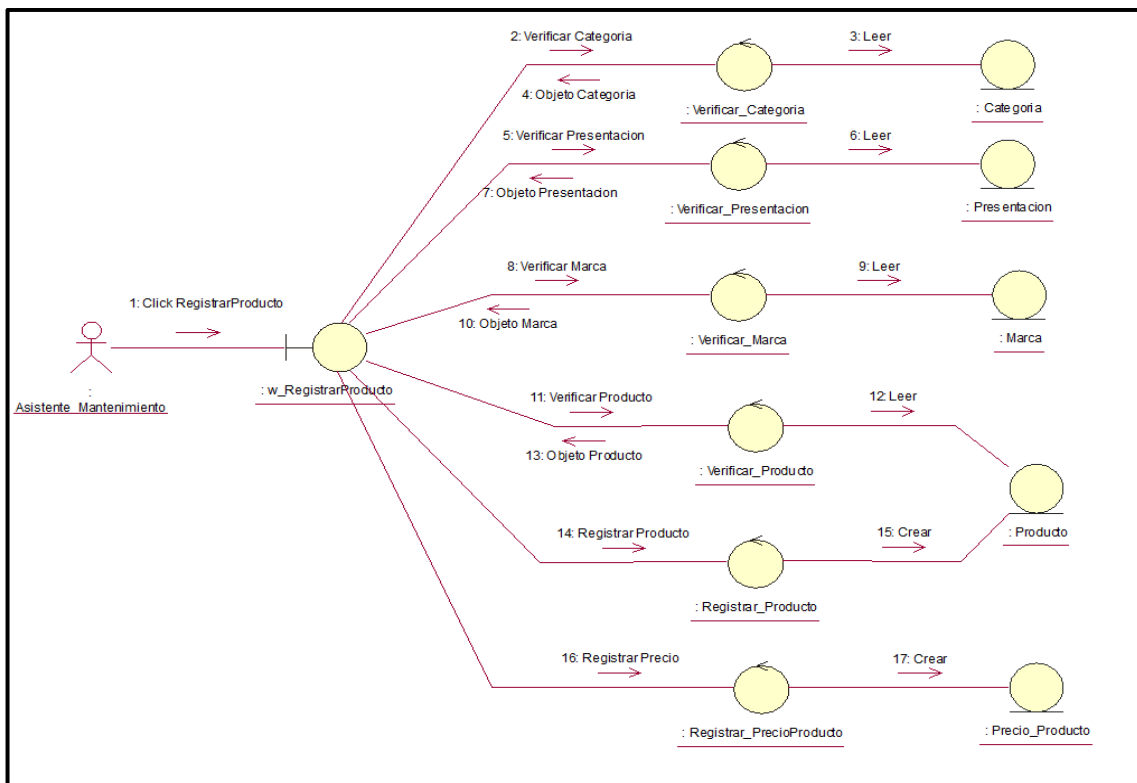 2: Verificar Categoria
3: Leer
4: Objeto Categoria
: Verificar_Categoria
: Categoria
5: Verificar Presentacion
6: Leer
7: Objeto Presentacion
: Verificar_Presentacion
: Presentacion
8: Verificar Marca
9: Leer
10: Objeto Marca
: Verificar_Marca
: Marca
1: Click RegistrarProducto
:
Asistente_Mantenimiento
: w_RegistrarProducto
11: Verificar Producto
12: Leer
13: Objeto Producto
: Verificar_Producto
: Producto
14: Registrar Producto
15: Crear
: Registrar_Producto
16: Registrar Precio
17: Crear
: Registrar_PrecioProducto
: Precio_Producto